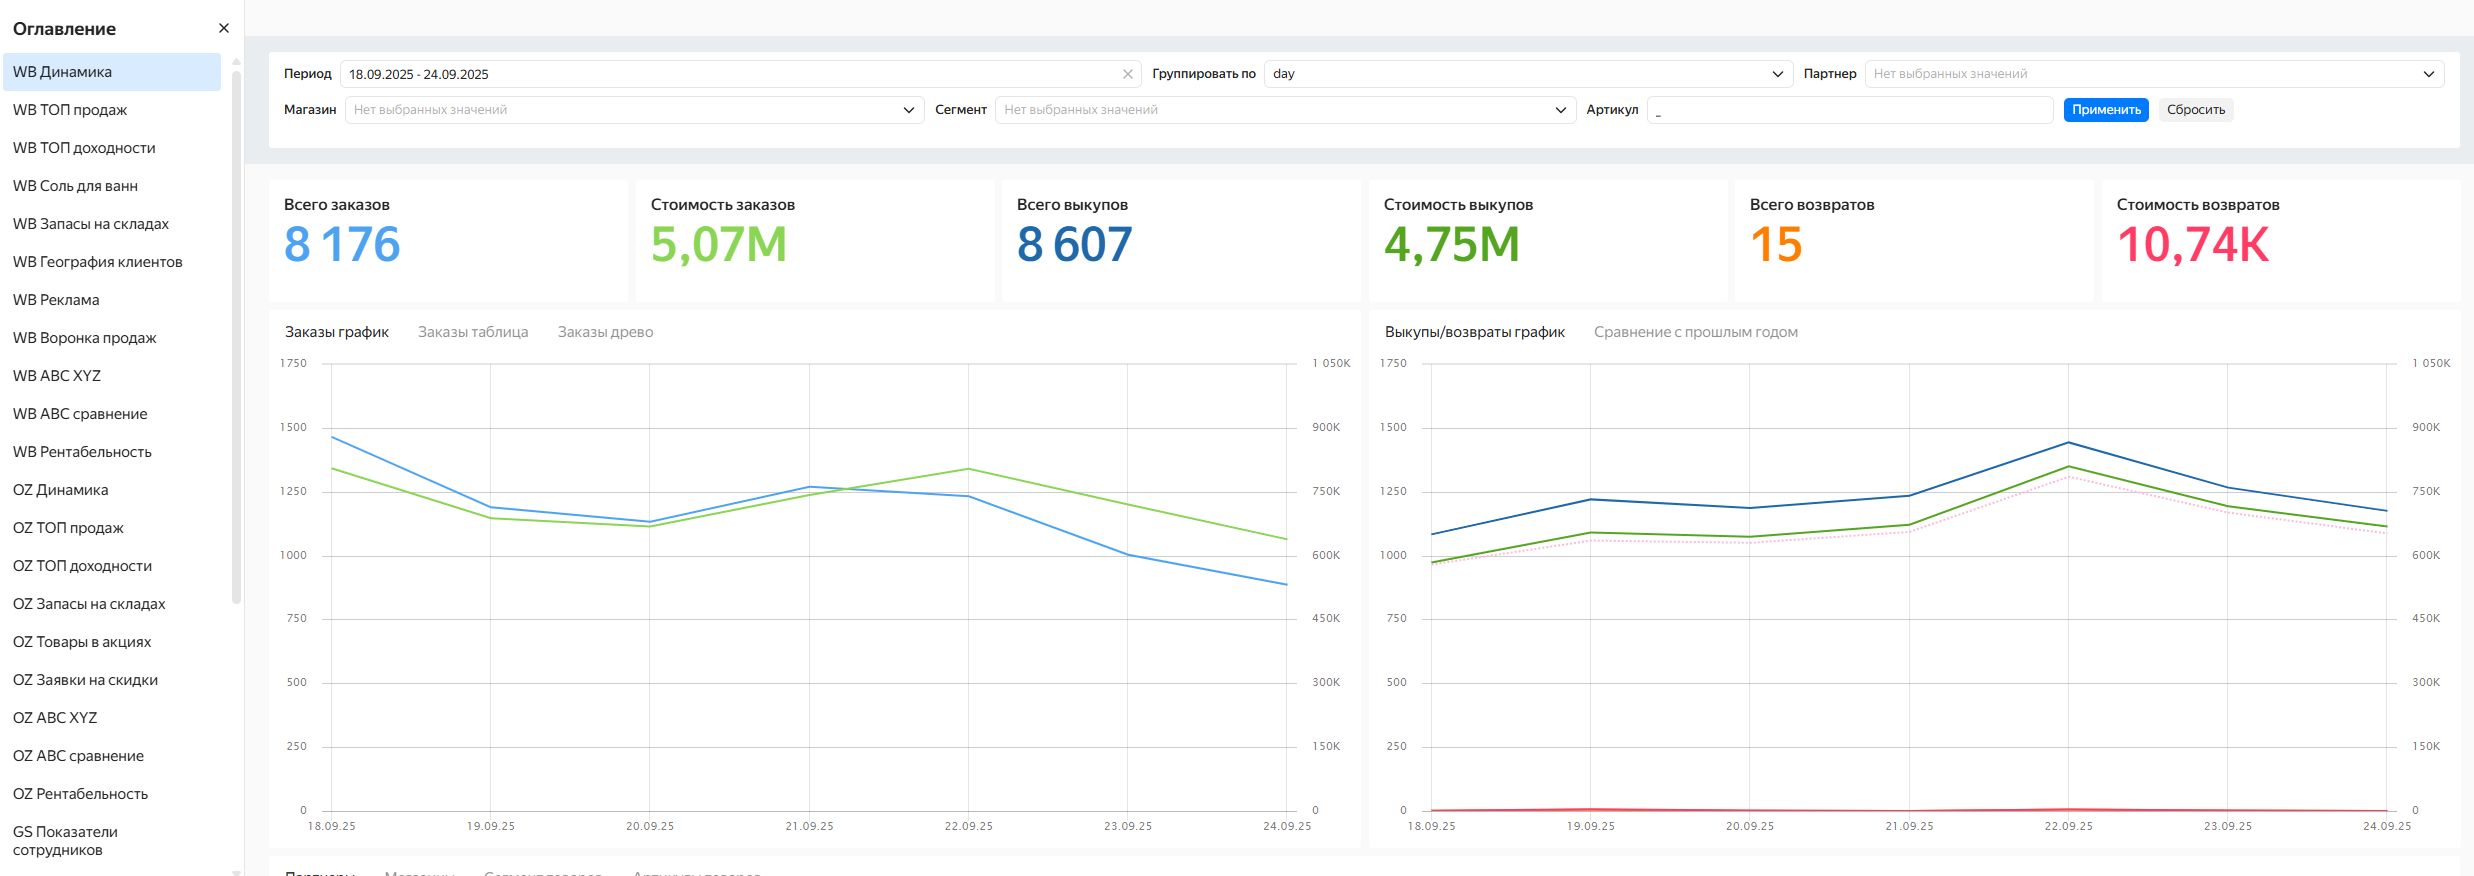 Оглавление
WB Динамика
WB ТОП продаж
WB ТОП доходности
WB Соль для ванн
WB Запасы на складах
WB География клиентов
WB Реклама
WB Воронка продаж
WB ABC XYZ
WB ABC сравнение
WB Рентабельность
OZ Динамика
OZ ТОП продаж
OZ ТОП доходности
OZ Запасы на складах
OZ Товары в акциях
OZ Заявки на скидки
OZ ABC XYZ
OZ ABC сравнение
OZ Рентабельность
GS Показатели
сотрудников
Период 18.09.2025 - 24.09.2025 Группировать по day Партнер Нет выбранных значений
Магазин Нет выбранных значений Сегмент Нет выбранных значений Артикул _ Применить Сбросить
Всего заказов
8 176
Стоимость заказов
5,07M
Всего выкупов
8 607
Стоимость выкупов
4,75M
Всего возвратов
15
Стоимость возвратов
10,74K
Заказы график Заказы таблица Заказы древо
1750 1 050K
1500 900K
1250 750K
1000 600K
750 450K
500 300K
250 150K
0 0
18.09.25 19.09.25 20.09.25 21.09.25 22.09.25 23.09.25 24.09.25
Выкупы/возвраты график Сравнение с прошлым годом
1750 1 050K
1500 900K
1250 750K
1000 600K
750 450K
500 300K
250 150K
0 0
18.09.25 19.09.25 20.09.25 21.09.25 22.09.25 23.09.25 24.09.25
Партнеры Магазины Сегмент товаров Артикулы товаров